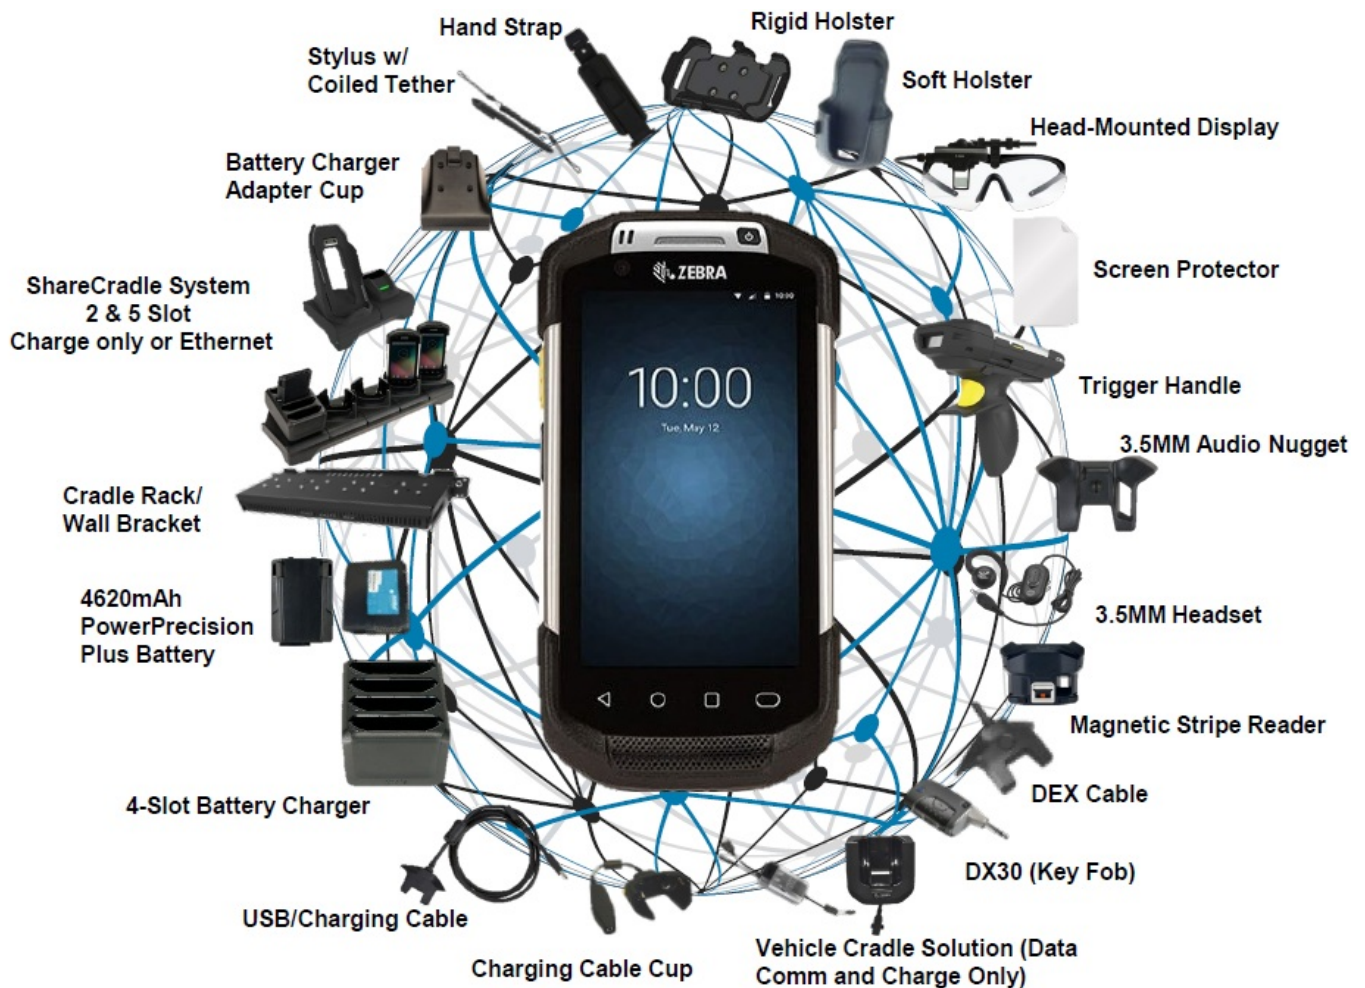 Hand Strap
Rigid Holster
Stylus w/
Coiled Tether
Soft Holster
Head-Mounted Display
Battery Charger
Adapter Cup
Screen Protector
ShareCradle System
2 & 5 Slot
Charge only or Ethernet
ZEBRA
10:00
10:00
Tue, May 12
Trigger Handle
3.5MM Audio Nugget
Cradle Rack/
Wall Bracket
4620mAh
PowerPrecision
Plus Battery
3.5MM Headset
Magnetic Stripe Reader
4-Slot Battery Charger
DEX Cable
DX30 (Key Fob)
USB/Charging Cable
Charging Cable Cup
Vehicle Cradle Solution (Data
Comm and Charge Only)